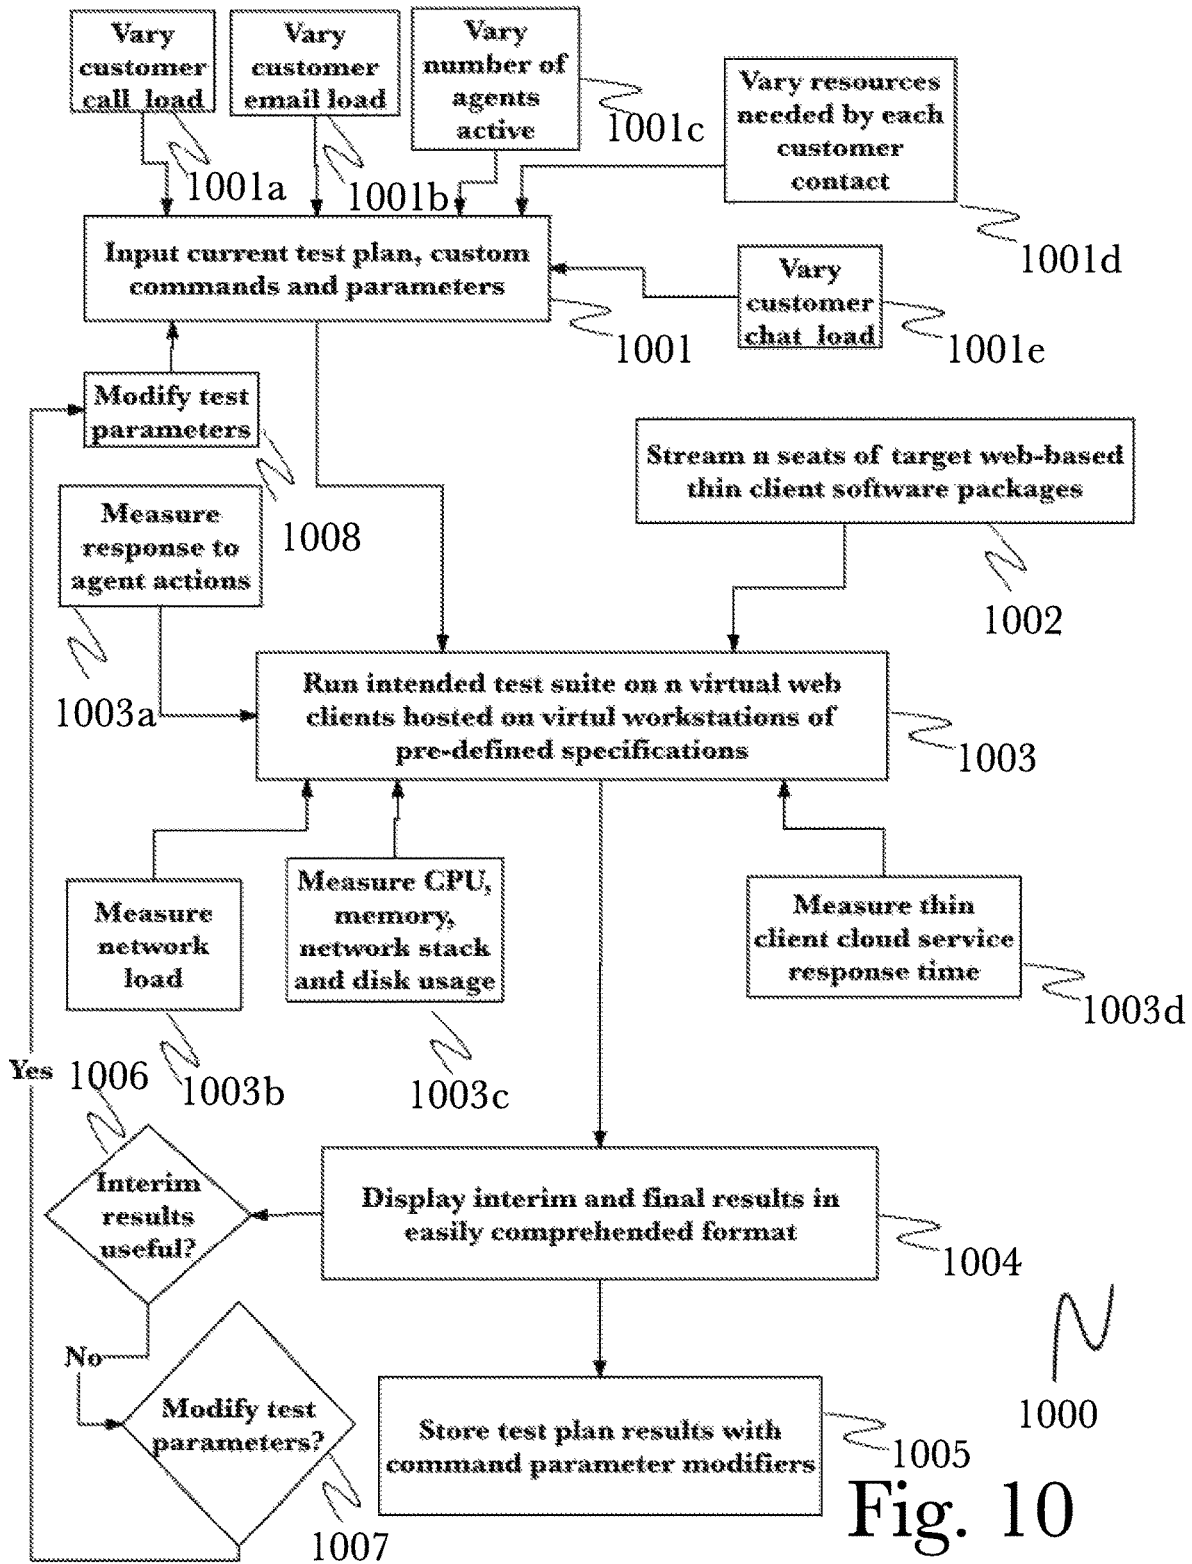 Vary
customer
call load
1001a
Vary
customer
email load
1001b
Vary
number of
agents
active
1001c
Vary resources
needed by each
customer
contact
1001d
Input current test plan, custom
commands and parameters
1001
Vary
customer
chat load
1001e
Modify test
parameters
1008
Stream n seats of target web-based
thin client software packages
1002
Measure
response to
agent actions
1003a
Run intended test suite on n virtual web
clients hosted on virtul workstations of
pre-defined specifications
1003
Measure
network
load
1003b
Measure CPU,
memory,
network stack
and disk usage
1003c
Measure thin
client cloud service
response time
1003d
Yes
1006
Interim
results
useful?
Display interim and final results in
easily comprehended format
1004
No
Modify test
parameters?
1007
Store test plan results with
command parameter modifiers
1005
1000
Fig. 10